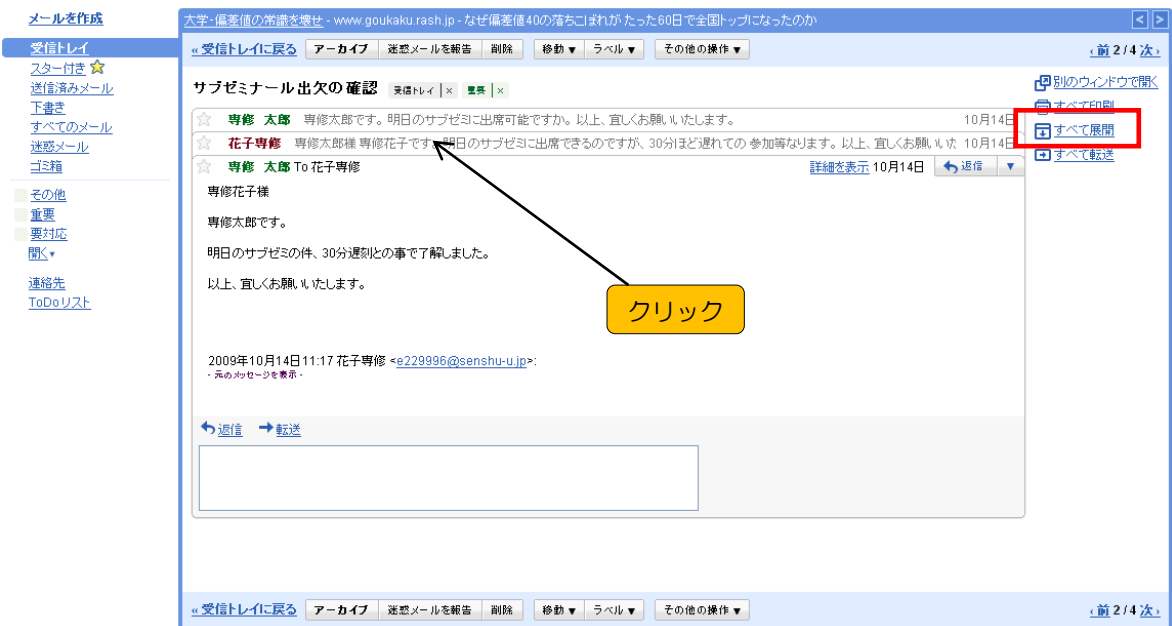 メールを作成
受信トレイ
スター付き
送信済みメール
下書き
すべてのメール
迷惑メール
ゴミ箱
その他
重要
要対応
開く▼
連絡先
ToDoリスト
大学-偏差値の常識を壊せ - www.goukaku.rash.jp - なぜ偏差値40の落ちこぼれが たった60日で全国トップになったのか < >
« 受信トレイに戻る アーカイブ 迷惑メールを報告 削除 移動▼ ラベル▼ その他の操作▼ ‹ 前 2 / 4 次 ›
サブゼミナール出欠の確認 受信トレイ × 重要 ×
専修 太郎 専修太郎です。明日のサブゼミに出席可能ですか。以上、宜しくお願いいたします。 10月14日
花子専修 専修太郎様 専修花子です。明日のサブゼミに出席できるのですが、30分ほど遅れての 参加等なります。以上、宜しくお願いいた 10月14日
専修 太郎 To 花子専修 詳細を表示 10月14日 返信 ▼
専修花子様
専修太郎です。
明日のサブゼミの件、30分遅刻との事で了解しました。
以上、宜しくお願いいたします。
クリック
2009年10月14日11:17 花子専修 <e229996@senshu-u.jp>:
- 元のメッセージを表示 -
返信 転送
別のウィンドウで開く
すべて印刷
すべて展開
すべて転送
« 受信トレイに戻る アーカイブ 迷惑メールを報告 削除 移動▼ ラベル▼ その他の操作▼ ‹ 前 2 / 4 次 ›